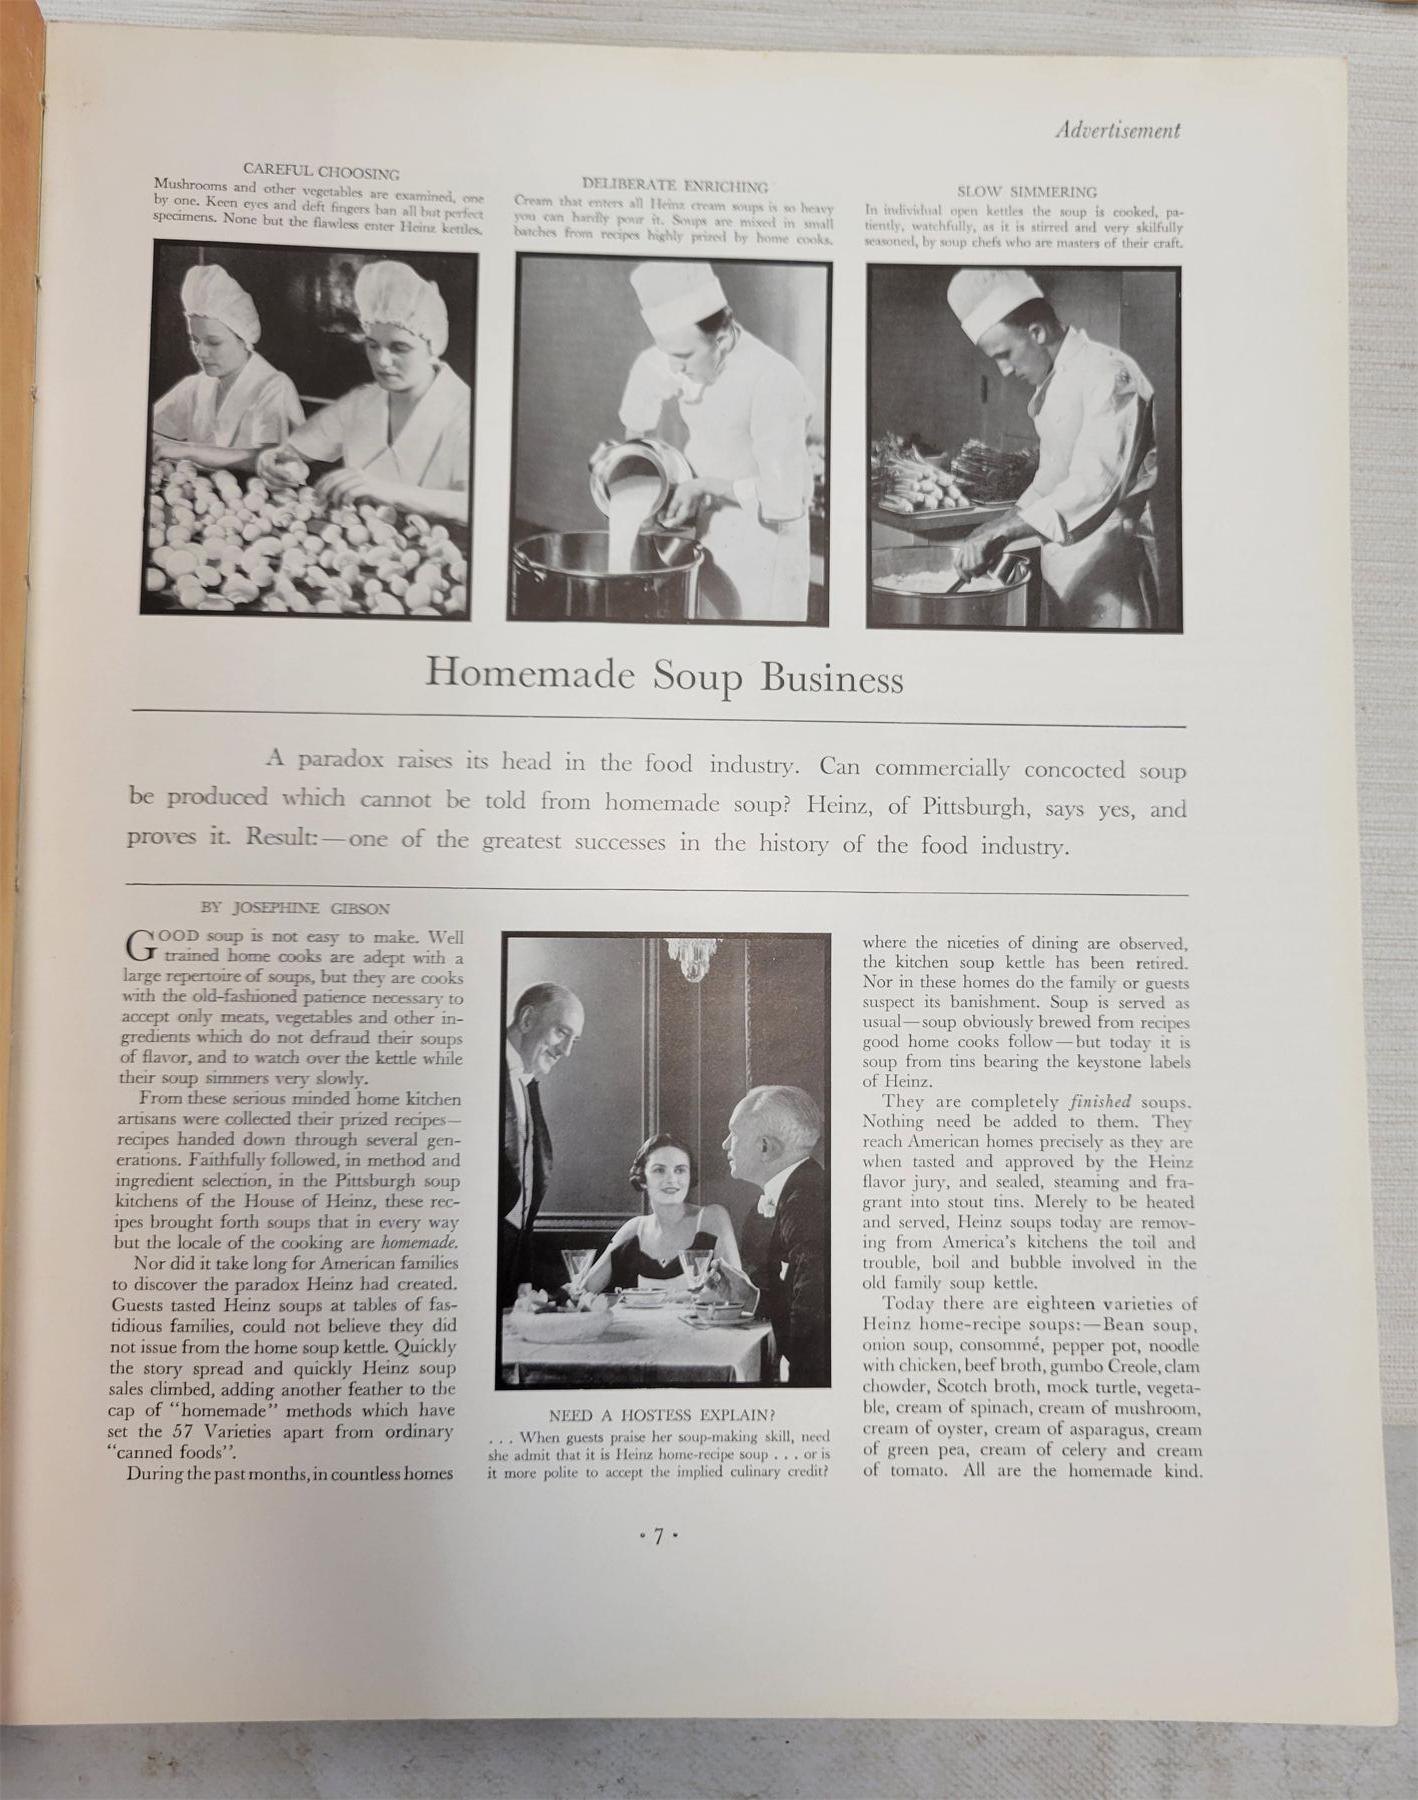 Advertisement
CAREFUL CHOOSING
Mushrooms and other vegetables are examined, one
by one. Keen eyes and deft fingers ban all but perfect
specimens. None but the flawless enter Heinz kettles.
DELIBERATE ENRICHING
Cream that enters all Heinz cream soups is so heavy
you can hardly pour it. Soups are mixed in small
batches from recipes highly prized by home cooks.
SLOW SIMMERING
In individual open kettles the soup is cooked, pa-
tiently, watchfully, as it is stirred and very skilfully
seasoned, by soup chefs who are masters of their craft.
Homemade Soup Business
A paradox raises its head in the food industry. Can commercially concocted soup
be produced which cannot be told from homemade soup? Heinz, of Pittsburgh, says yes, and
proves it. Result:—one of the greatest successes in the history of the food industry.
BY JOSEPHINE GIBSON
GOOD soup is not easy to make. Well
trained home cooks are adept with a
large repertoire of soups, but they are cooks
with the old-fashioned patience necessary to
accept only meats, vegetables and other in-
gredients which do not defraud their soups
of flavor, and to watch over the kettle while
their soup simmers very slowly.
From these serious minded home kitchen
artisans were collected their prized recipes—
recipes handed down through several gen-
erations. Faithfully followed, in method and
ingredient selection, in the Pittsburgh soup
kitchens of the House of Heinz, these rec-
ipes brought forth soups that in every way
but the locale of the cooking are homemade.
Nor did it take long for American families
to discover the paradox Heinz had created.
Guests tasted Heinz soups at tables of fas-
tidious families, could not believe they did
not issue from the home soup kettle. Quickly
the story spread and quickly Heinz soup
sales climbed, adding another feather to the
cap of “homemade” methods which have
set the 57 Varieties apart from ordinary
“canned foods”.
During the past months, in countless homes
NEED A HOSTESS EXPLAIN?
. . . When guests praise her soup-making skill, need
she admit that it is Heinz home-recipe soup . . . or is
it more polite to accept the implied culinary credit?
where the niceties of dining are observed,
the kitchen soup kettle has been retired.
Nor in these homes do the family or guests
suspect its banishment. Soup is served as
usual—soup obviously brewed from recipes
good home cooks follow—but today it is
soup from tins bearing the keystone labels
of Heinz.
They are completely finished soups.
Nothing need be added to them. They
reach American homes precisely as they are
when tasted and approved by the Heinz
flavor jury, and sealed, steaming and fra-
grant into stout tins. Merely to be heated
and served, Heinz soups today are remov-
ing from America's kitchens the toil and
trouble, boil and bubble involved in the
old family soup kettle.
Today there are eighteen varieties of
Heinz home-recipe soups:—Bean soup,
onion soup, consommé, pepper pot, noodle
with chicken, beef broth, gumbo Creole, clam
chowder, Scotch broth, mock turtle, vegeta-
ble, cream of spinach, cream of mushroom,
cream of oyster, cream of asparagus, cream
of green pea, cream of celery and cream
of tomato. All are the homemade kind.
• 7 •